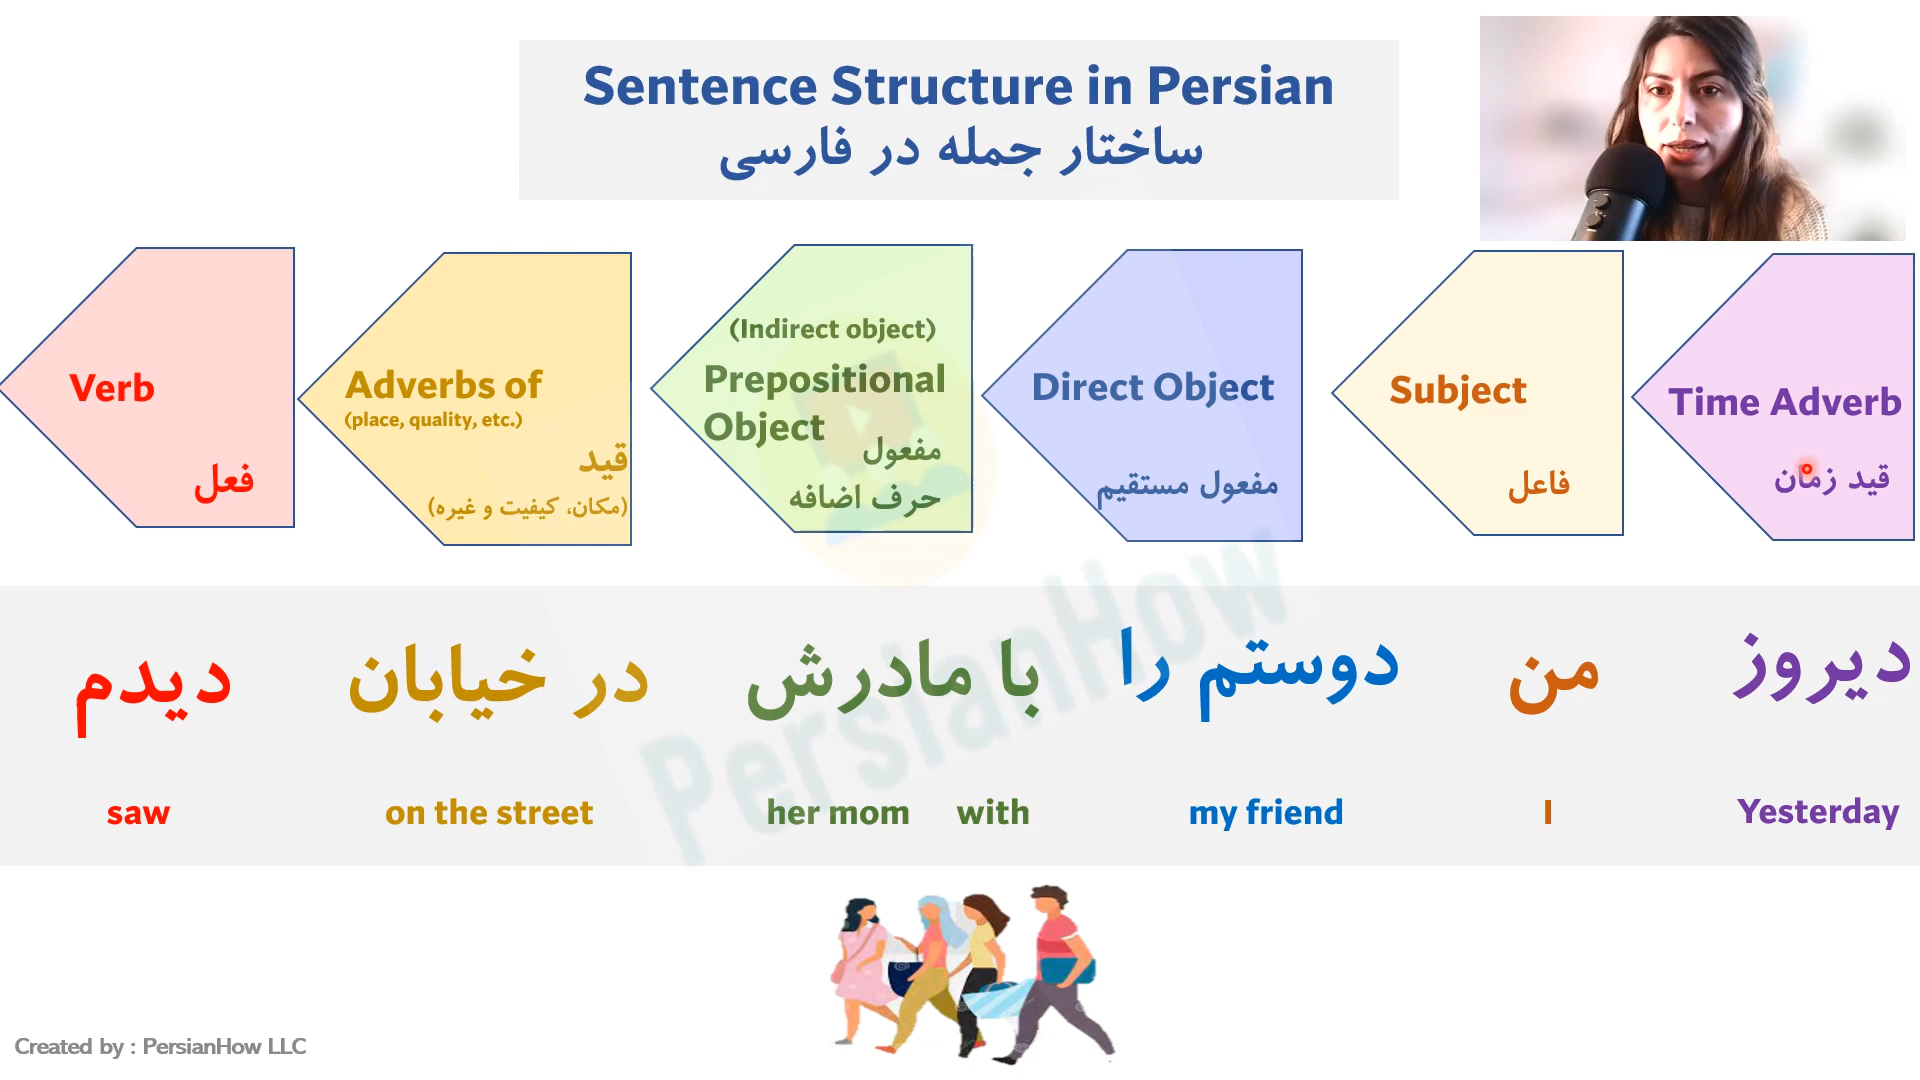 Sentence Structure in Persian
ساختار جمله در فارسی
Time Adverb
قید زمان
Subject
فاعل
Direct Object
مفعول مستقیم
(Indirect object)
Prepositional
Object
مفعول
حرف اضافه
Adverbs of
(place, quality, etc.)
قید
(مکان، کیفیت و غیره)
Verb
فعل
دیروز من دوستم را با مادرش در خیابان دیدم
saw on the street her mom with my friend I Yesterday
PersianHow
Created by : PersianHow LLC